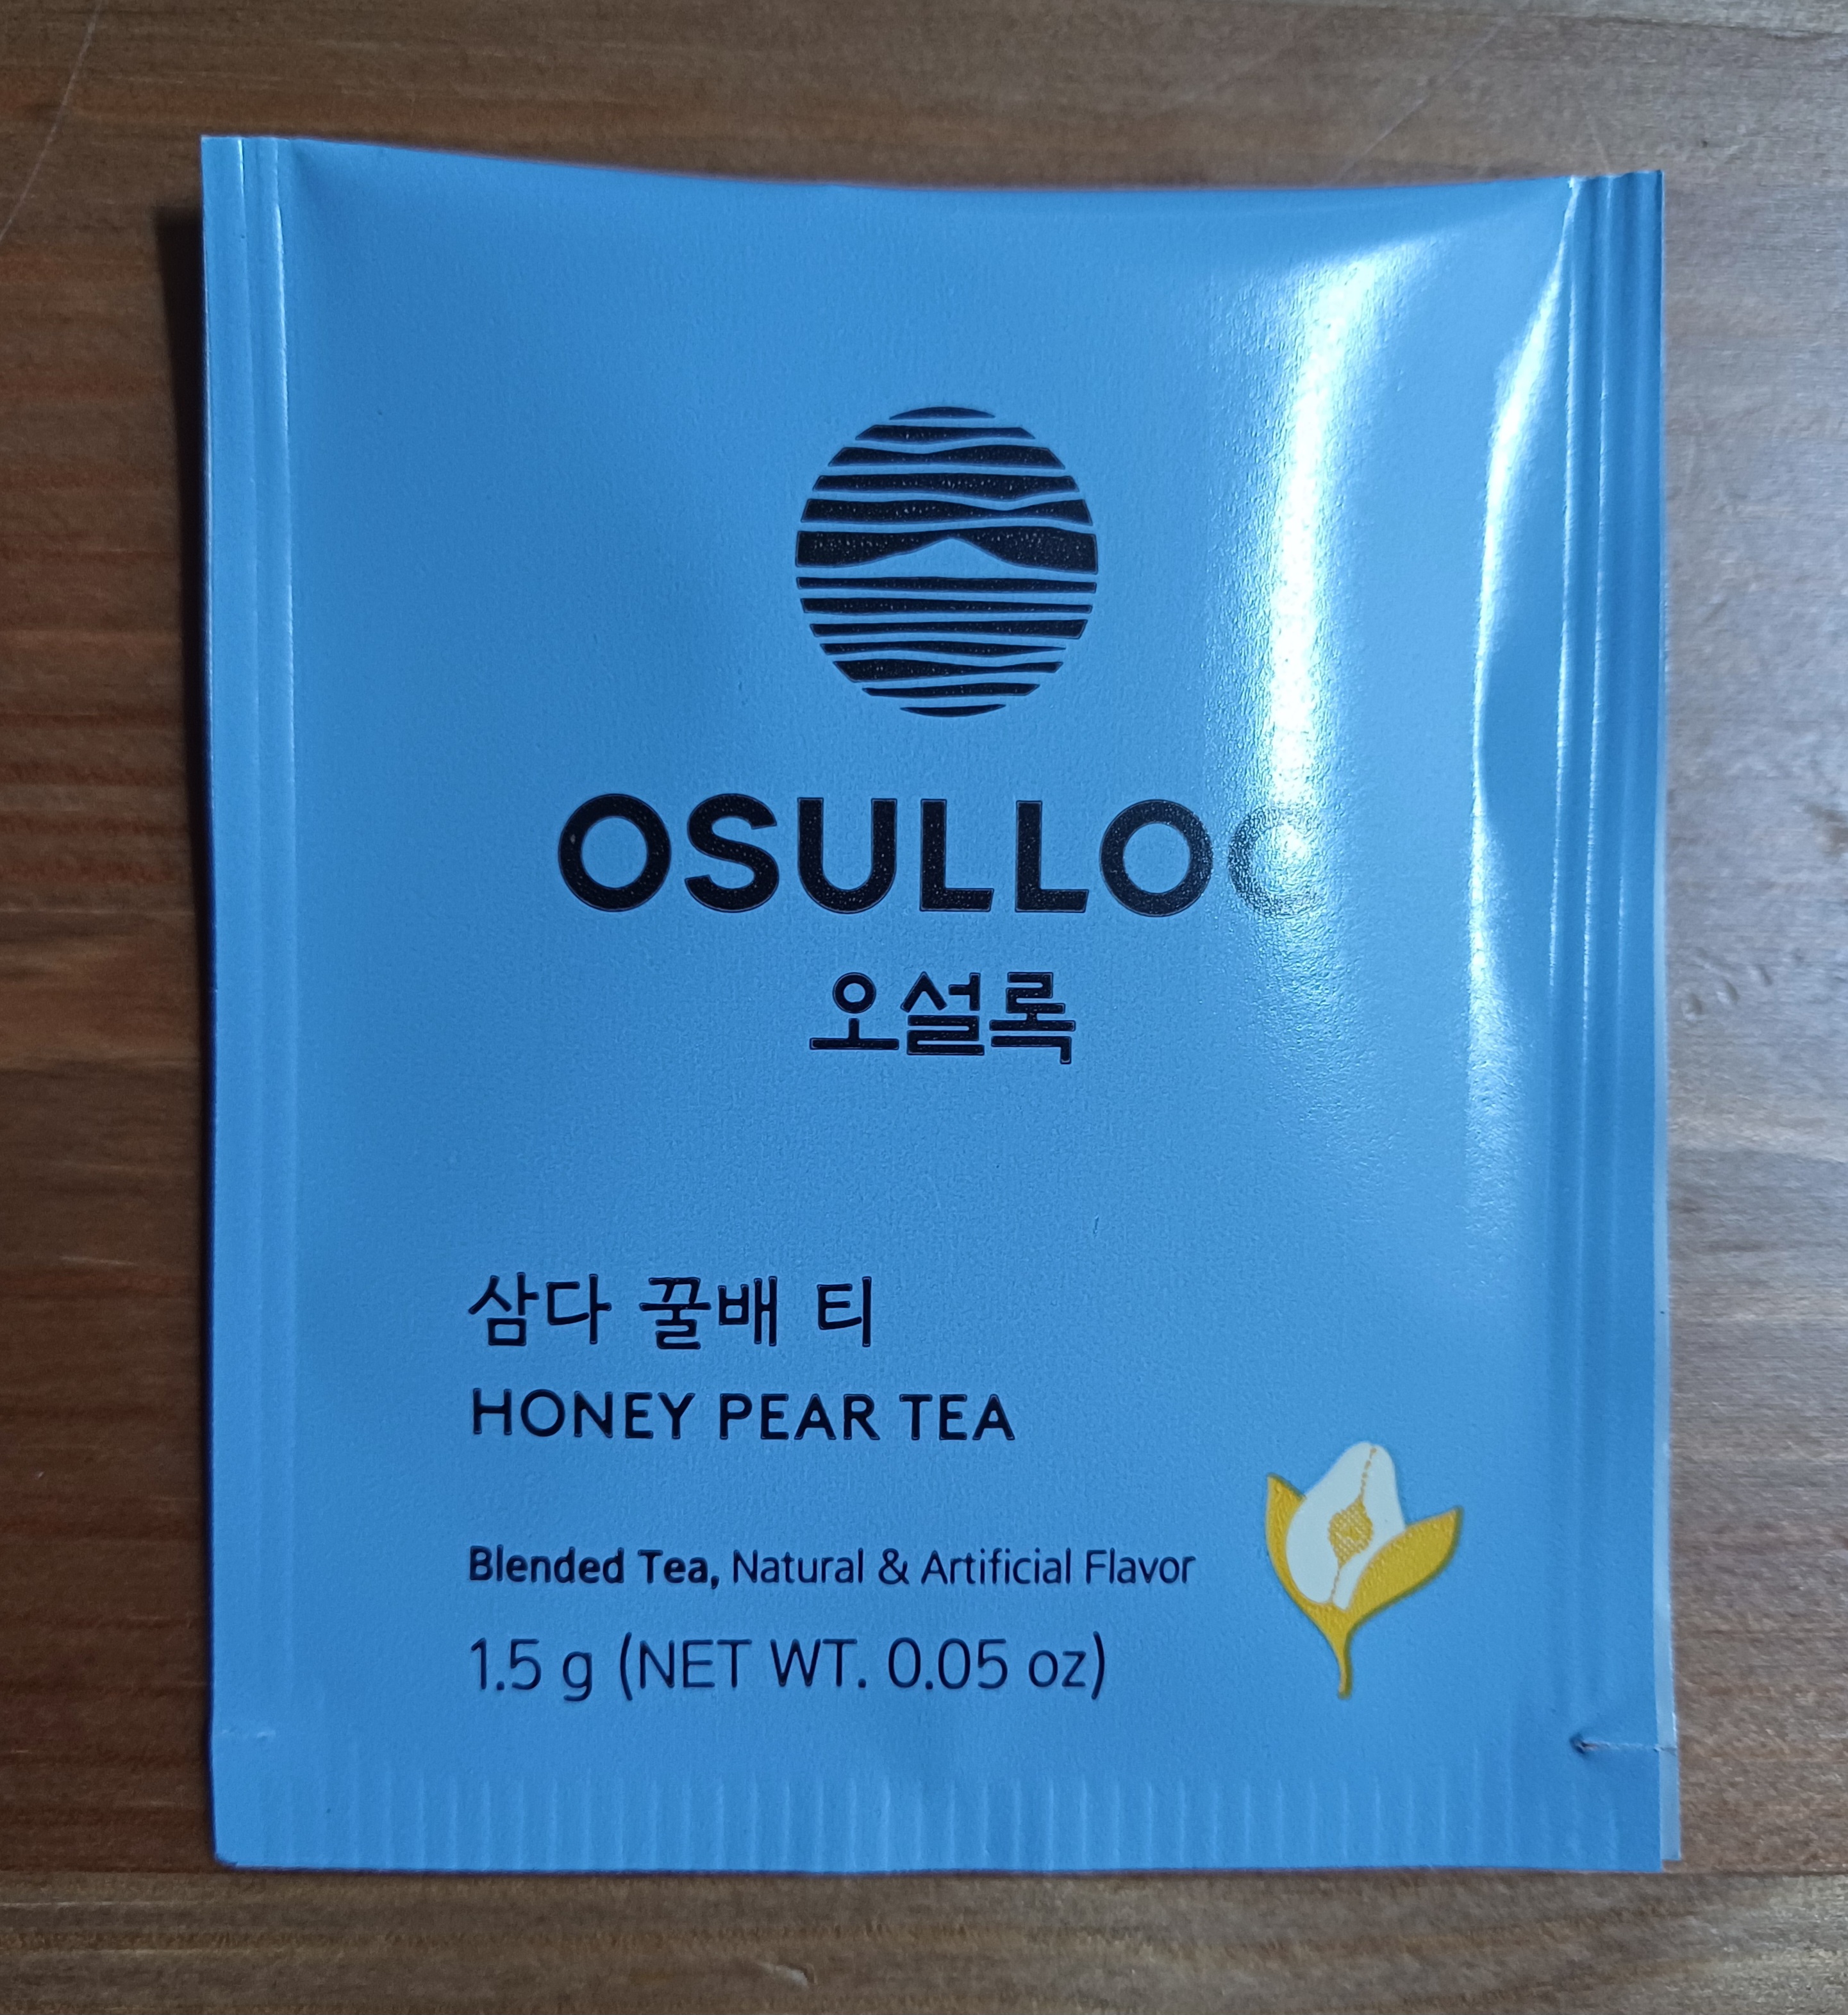 OSULLOC
오설록
삼다 꿀배 티
HONEY PEAR TEA
Blended Tea, Natural & Artificial Flavor
1.5 g (NET WT. 0.05 oz)